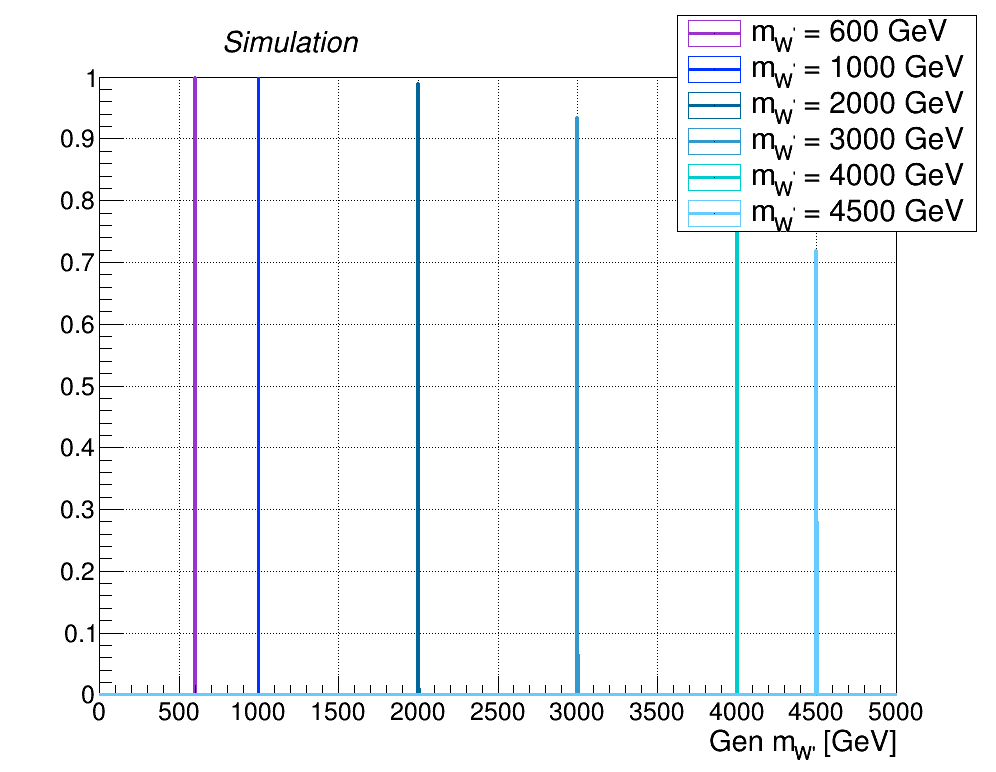 Simulation
m_W' = 600 GeV
m_W' = 1000 GeV
m_W' = 2000 GeV
m_W' = 3000 GeV
m_W' = 4000 GeV
m_W' = 4500 GeV
1
0.9
0.8
0.7
0.6
0.5
0.4
0.3
0.2
0.1
0
0 500 1000 1500 2000 2500 3000 3500 4000 4500 5000
Gen m_W' [GeV]